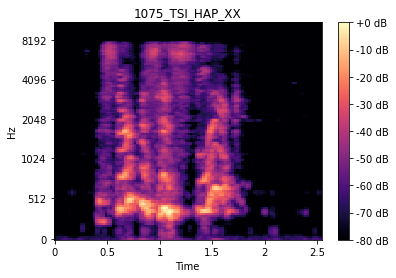 1075_TSI_HAP_XX
+0 dB
8192
-10 dB
4096
-20 dB
-30 dB
2048
Hz
-40 dB
1024
-50 dB
512
-60 dB
-70 dB
0
-80 dB
0 0.5 1 1.5 2 2.5
Time